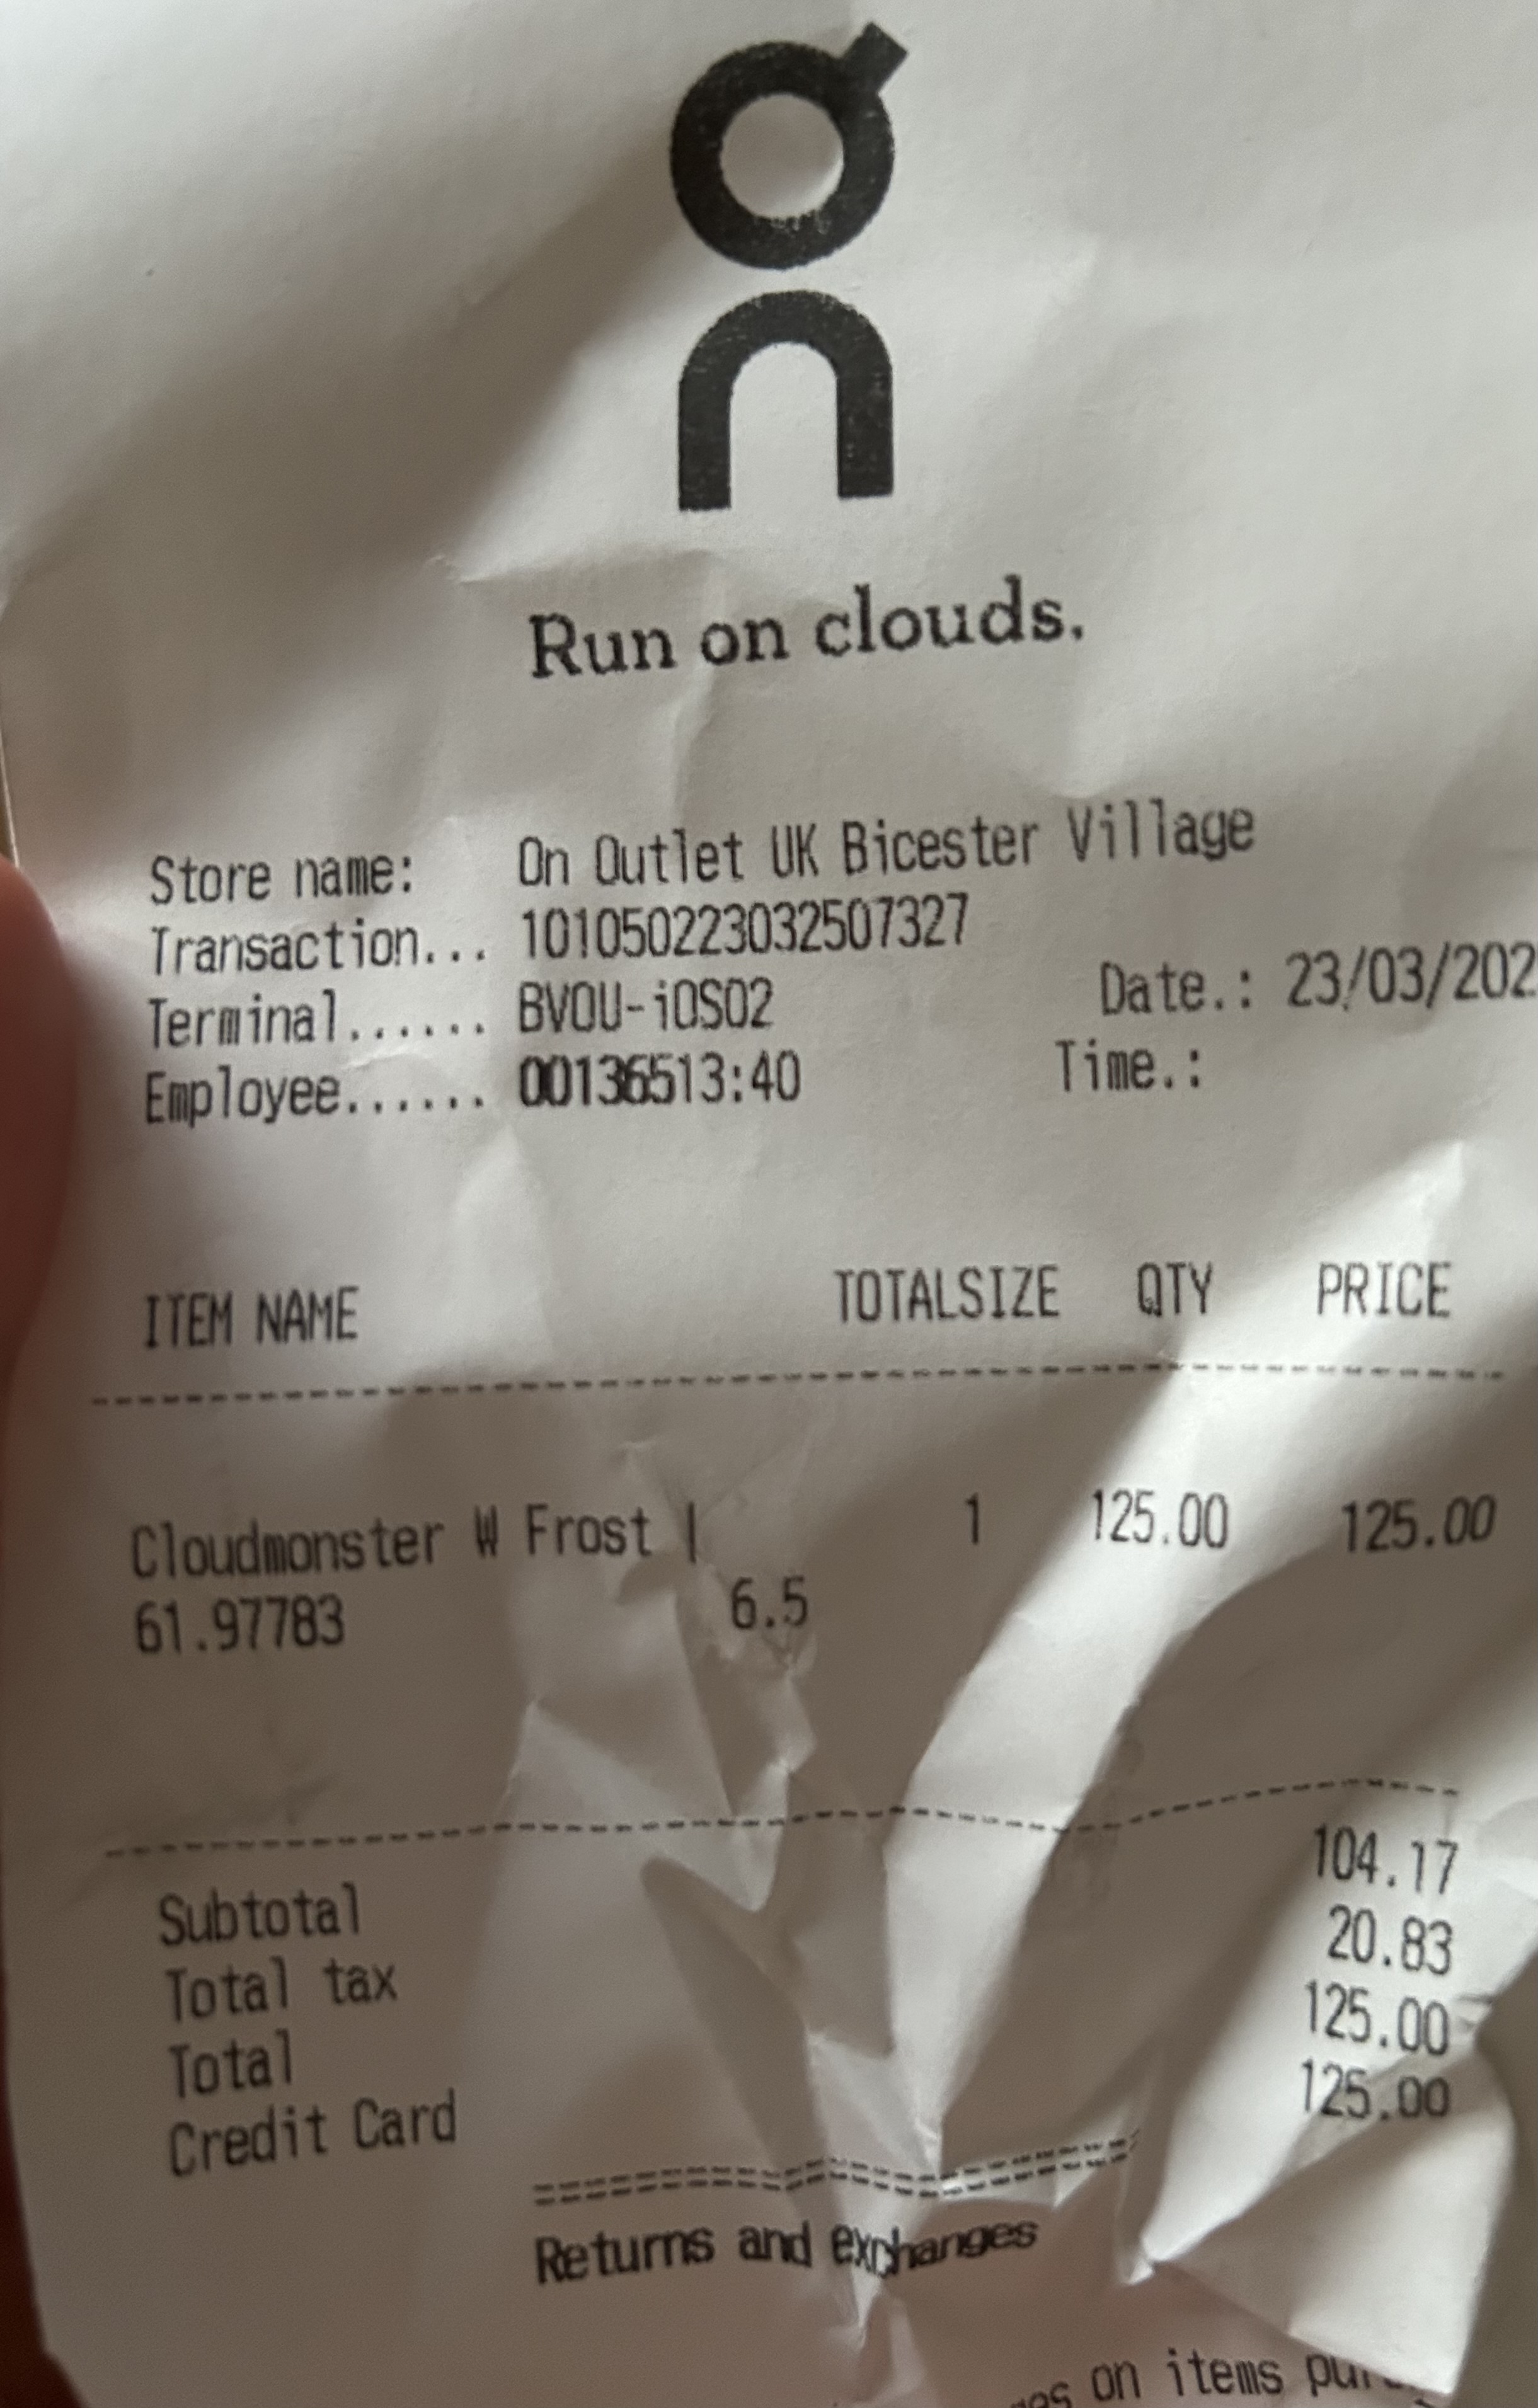 on
Run on clouds.
Store name: On Outlet UK Bicester Village
Transaction... 101050223032507327
Terminal...... BVOU-iOS02 Date.: 23/03/202
Employee...... 00136513:40 Time.:
ITEM NAME TOTALSIZE QTY PRICE
Cloudmonster W Frost | 1 125.00 125.00
61.97783 6.5
Subtotal 104.17
Total tax 20.83
Total 125.00
Credit Card 125.00
Returns and exchanges
on items